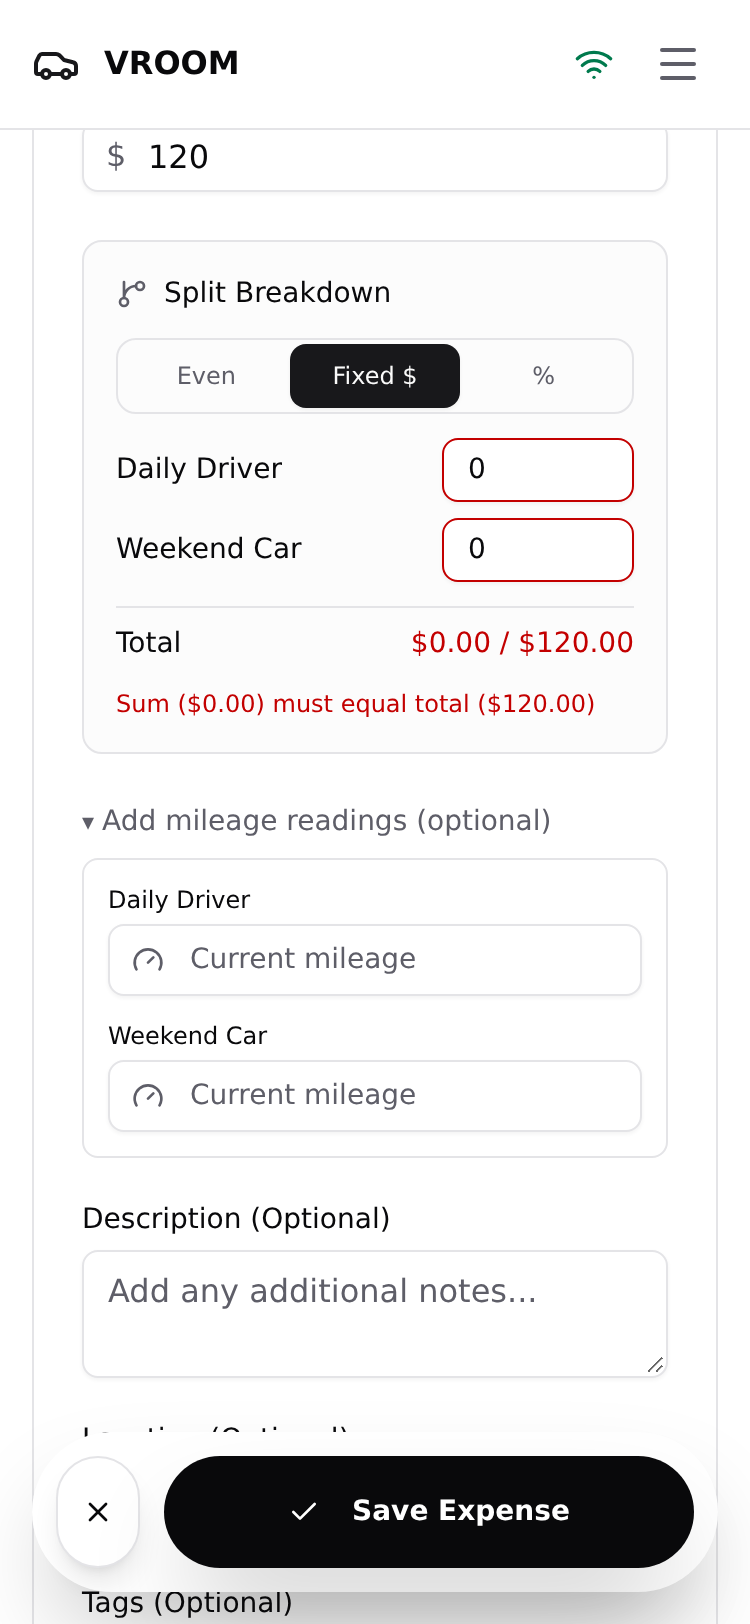 VROOM
$ 120
Split Breakdown
Even Fixed $ %
Daily Driver 0
Weekend Car 0
Total $0.00 / $120.00
Sum ($0.00) must equal total ($120.00)
▾ Add mileage readings (optional)
Daily Driver
Current mileage
Weekend Car
Current mileage
Description (Optional)
Add any additional notes...
Save Expense
Tags (Optional)